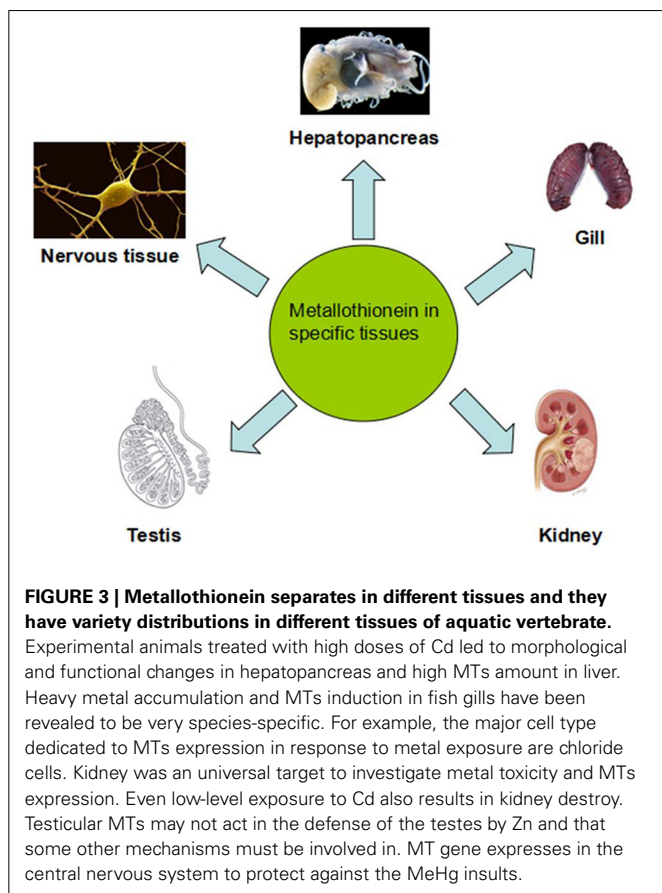 Hepatopancreas
Nervous tissue
Gill
Metallothionein in
specific tissues
Testis
Kidney
FIGURE 3 | Metallothionein separates in different tissues and they
have variety distributions in different tissues of aquatic vertebrate.
Experimental animals treated with high doses of Cd led to morphological
and functional changes in hepatopancreas and high MTs amount in liver.
Heavy metal accumulation and MTs induction in fish gills have been
revealed to be very species-specific. For example, the major cell type
dedicated to MTs expression in response to metal exposure are chloride
cells. Kidney was an universal target to investigate metal toxicity and MTs
expression. Even low-level exposure to Cd also results in kidney destroy.
Testicular MTs may not act in the defense of the testes by Zn and that
some other mechanisms must be involved in. MT gene expresses in the
central nervous system to protect against the MeHg insults.